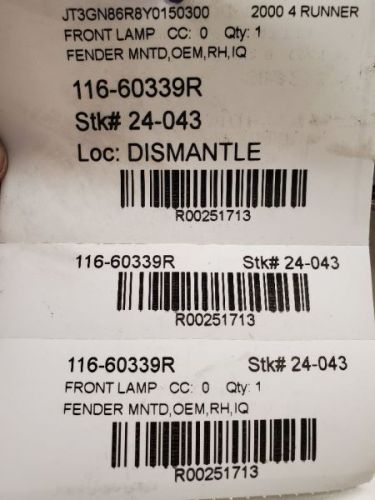 JT3GN86R8Y0150300 2000 4 RUNNER
FRONT LAMP CC: 0 Qty: 1
FENDER MNTD,OEM,RH,IQ
116-60339R
Stk# 24-043
Loc: DISMANTLE
R00251713
116-60339R Stk# 24-043
R00251713
116-60339R Stk# 24-043
FRONT LAMP CC: 0 Qty: 1
FENDER MNTD,OEM,RH,IQ
R00251713